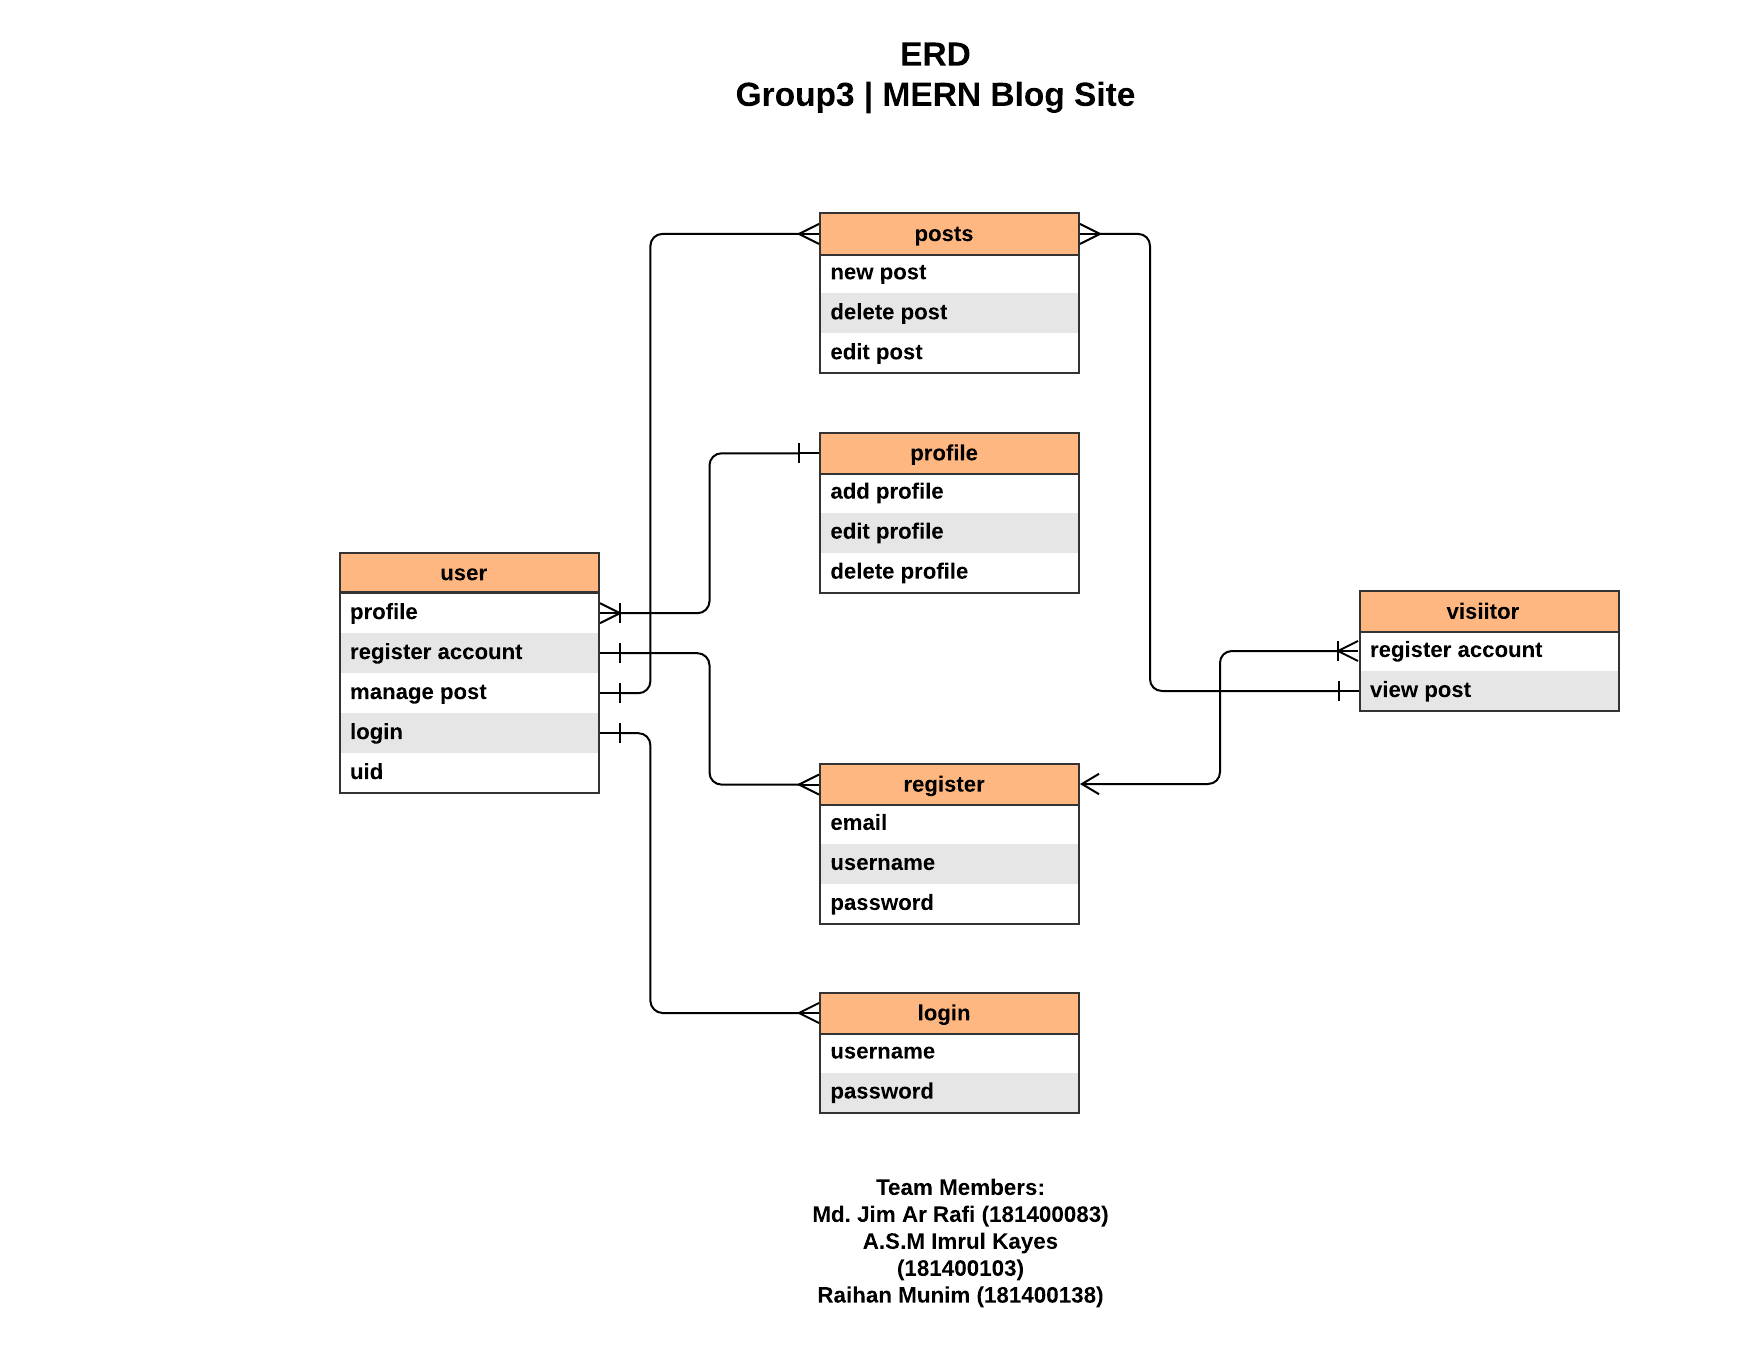 ERD
Group3 | MERN Blog Site
posts
new post
delete post
edit post
profile
add profile
edit profile
delete profile
user
profile
register account
manage post
login
uid
visiitor
register account
view post
register
email
username
password
login
username
password
Team Members:
Md. Jim Ar Rafi (181400083)
A.S.M Imrul Kayes
(181400103)
Raihan Munim (181400138)